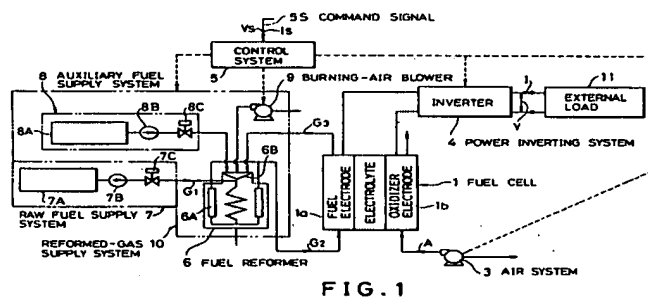 5S COMMAND SIGNAL
Vs
Is
CONTROL
SYSTEM
5
8 AUXILIARY FUEL
SUPPLY SYSTEM
9 BURNING-AIR BLOWER
8B
8C
8A
INVERTER
I
V
11
EXTERNAL
LOAD
4 POWER INVERTING SYSTEM
G3
7C
6B
7A
7B
G1
6A
RAW FUEL SUPPLY 7
SYSTEM
REFORMED-GAS 10
SUPPLY SYSTEM
6 FUEL REFORMER
G2
1a
FUEL
ELECTRODE
ELECTROLYTE
OXIDIZER
ELECTRODE
1 FUEL CELL
1b
A
3 AIR SYSTEM
FIG. 1